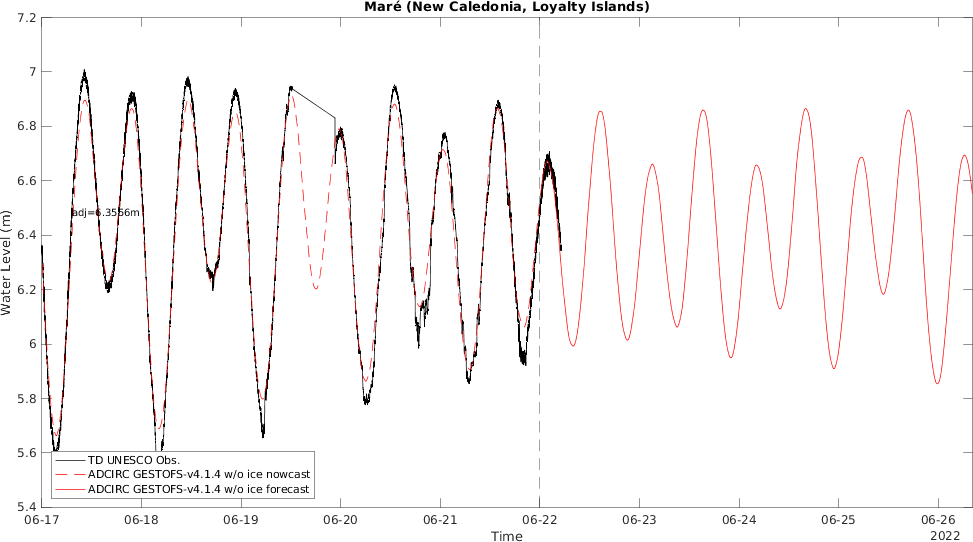 Maré (New Caledonia, Loyalty Islands)
7.2
7
6.8
6.6
6.4
6.2
6
5.8
5.6
5.4
Water Level (m)
adj=6.3556m
TD UNESCO Obs.
ADCIRC GESTOFS-v4.1.4 w/o ice nowcast
ADCIRC GESTOFS-v4.1.4 w/o ice forecast
06-17 06-18 06-19 06-20 06-21 06-22 06-23 06-24 06-25 06-26
Time
2022